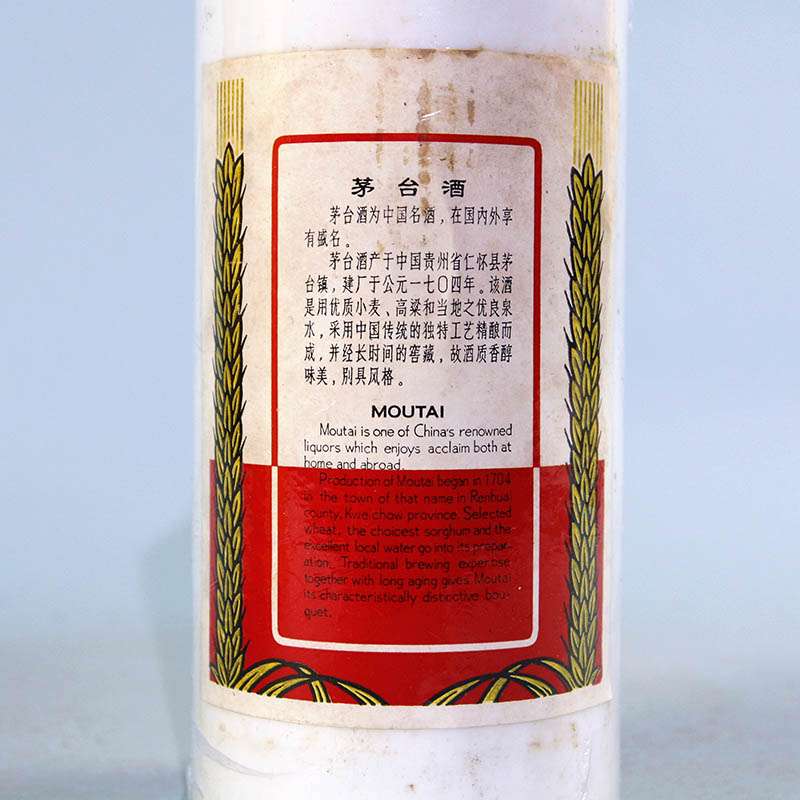 茅台酒
茅台酒为中国名酒，在国内外享
有盛名。
茅台酒产于中国贵州省仁怀县茅
台镇，建厂于公元一七〇四年。该酒
是用优质小麦、高粱和当地之优良泉
水，采用中国传统的独特工艺精酿而
成，并经长时间的窖藏，故酒质香醇
味美，别具风格。
MOUTAI
Moutai is one of China's renowned
liquors which enjoys acclaim both at
home and abroad.
Production of Moutai began in 1704
in the town of that name in Renhuai
county, Kweichow province. Selected
wheat, the choicest sorghum and the
excellent local water go into its prepar-
ation. Traditional brewing expertise
together with long aging gives Moutai
its characteristically distinctive bou-
quet.